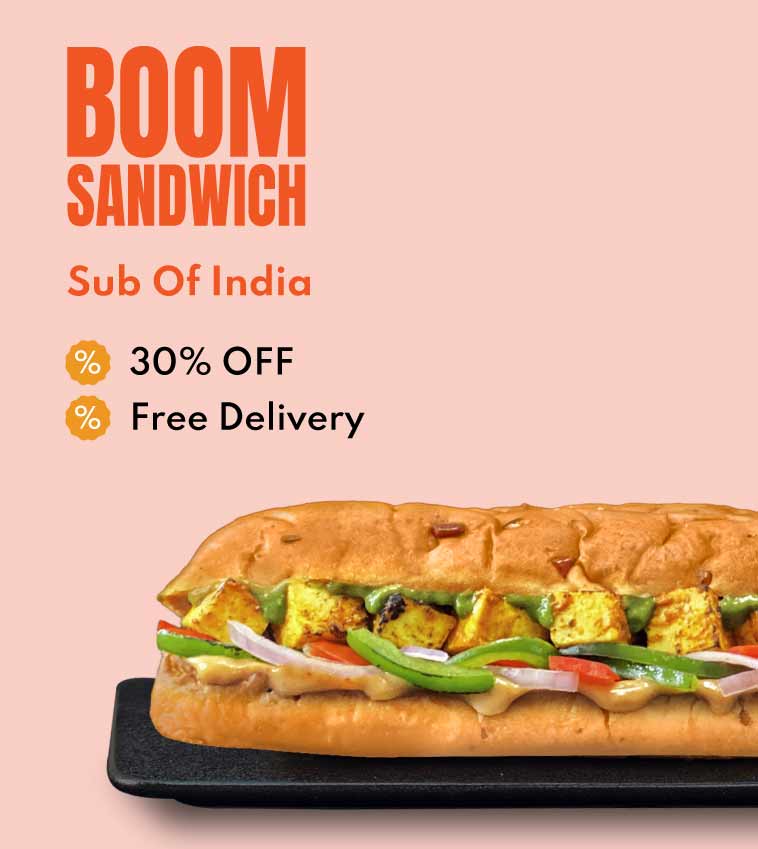 BOOM
SANDWICH
Sub Of India
% 30% OFF
% Free Delivery